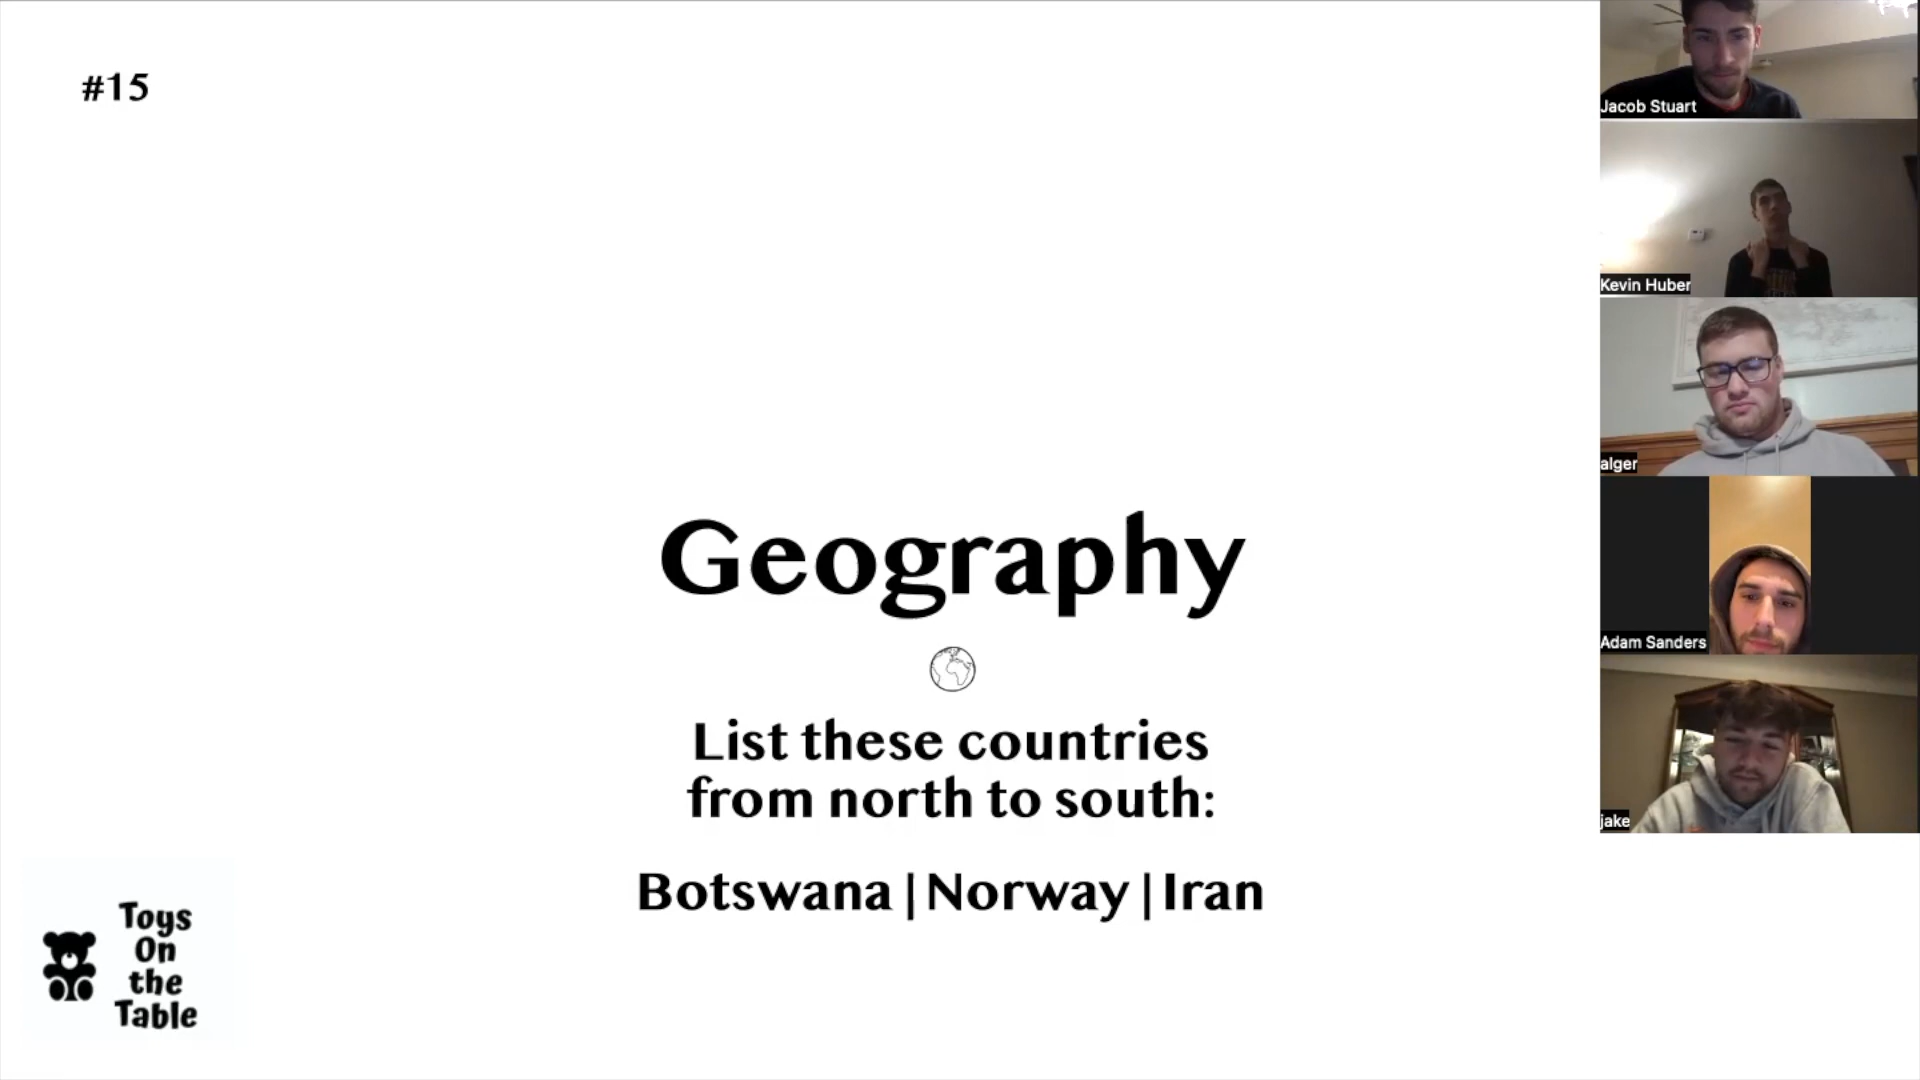 #15
Geography
List these countries
from north to south:
Botswana | Norway | Iran
Toys
On
the
Table
Jacob Stuart
Kevin Huber
alger
Adam Sanders
jake